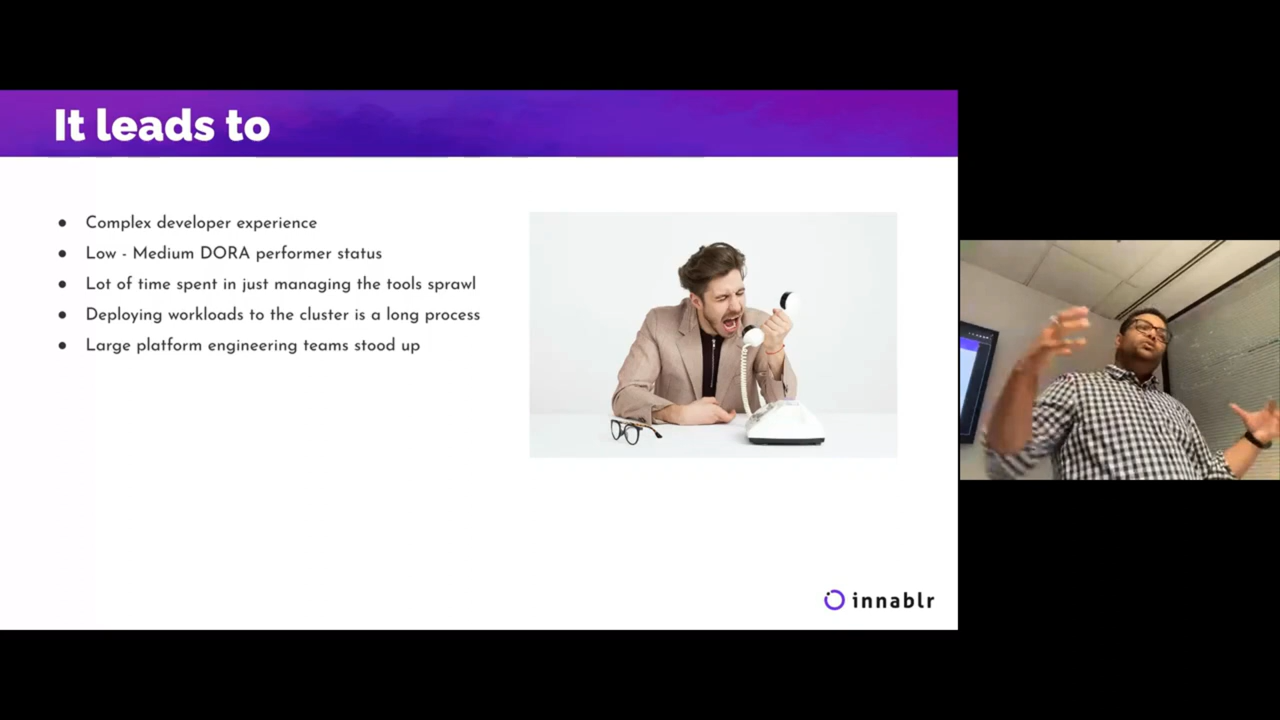 It leads to
Complex developer experience
Low - Medium DORA performer status
Lot of time spent in just managing the tools sprawl
Deploying workloads to the cluster is a long process
Large platform engineering teams stood up
innablr